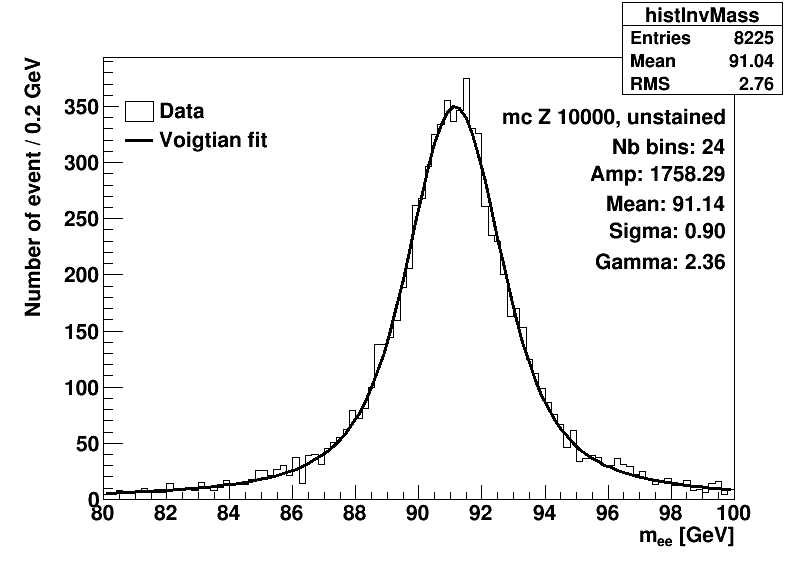 histInvMass
Entries 8225
Mean 91.04
RMS 2.76
Number of event / 0.2 GeV
350
300
250
200
150
100
50
0
Data
Voigtian fit
mc Z 10000, unstained
Nb bins: 24
Amp: 1758.29
Mean: 91.14
Sigma: 0.90
Gamma: 2.36
80 82 84 86 88 90 92 94 96 98 100
mee [GeV]